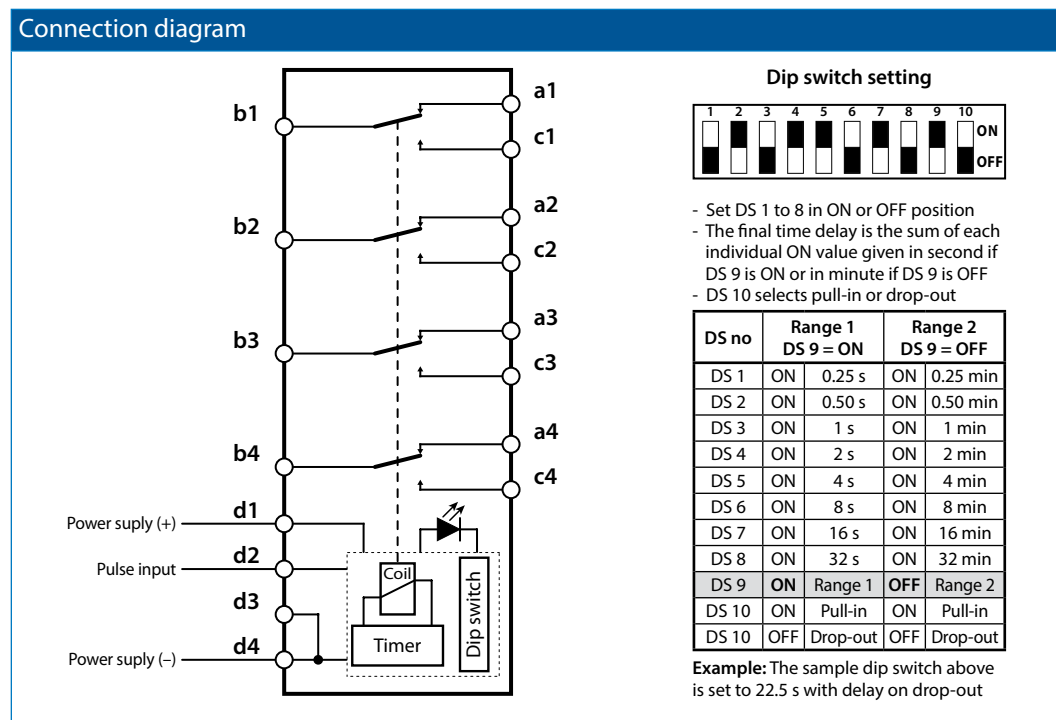 Connection diagram
b1
a1
c1
b2
a2
c2
b3
a3
c3
b4
a4
c4
Power suply (+)
d1
Pulse input
d2
d3
Power suply (–)
d4
Coil
Timer
Dip switch
Dip switch setting
1 2 3 4 5 6 7 8 9 10
ON
OFF
- Set DS 1 to 8 in ON or OFF position
- The final time delay is the sum of each
individual ON value given in second if
DS 9 is ON or in minute if DS 9 is OFF
- DS 10 selects pull-in or drop-out
DS no Range 1 DS 9 = ON Range 2 DS 9 = OFF
DS 1 ON 0.25 s ON 0.25 min
DS 2 ON 0.50 s ON 0.50 min
DS 3 ON 1 s ON 1 min
DS 4 ON 2 s ON 2 min
DS 5 ON 4 s ON 4 min
DS 6 ON 8 s ON 8 min
DS 7 ON 16 s ON 16 min
DS 8 ON 32 s ON 32 min
DS 9 ON Range 1 OFF Range 2
DS 10 ON Pull-in ON Pull-in
DS 10 OFF Drop-out OFF Drop-out
Example: The sample dip switch above
is set to 22.5 s with delay on drop-out